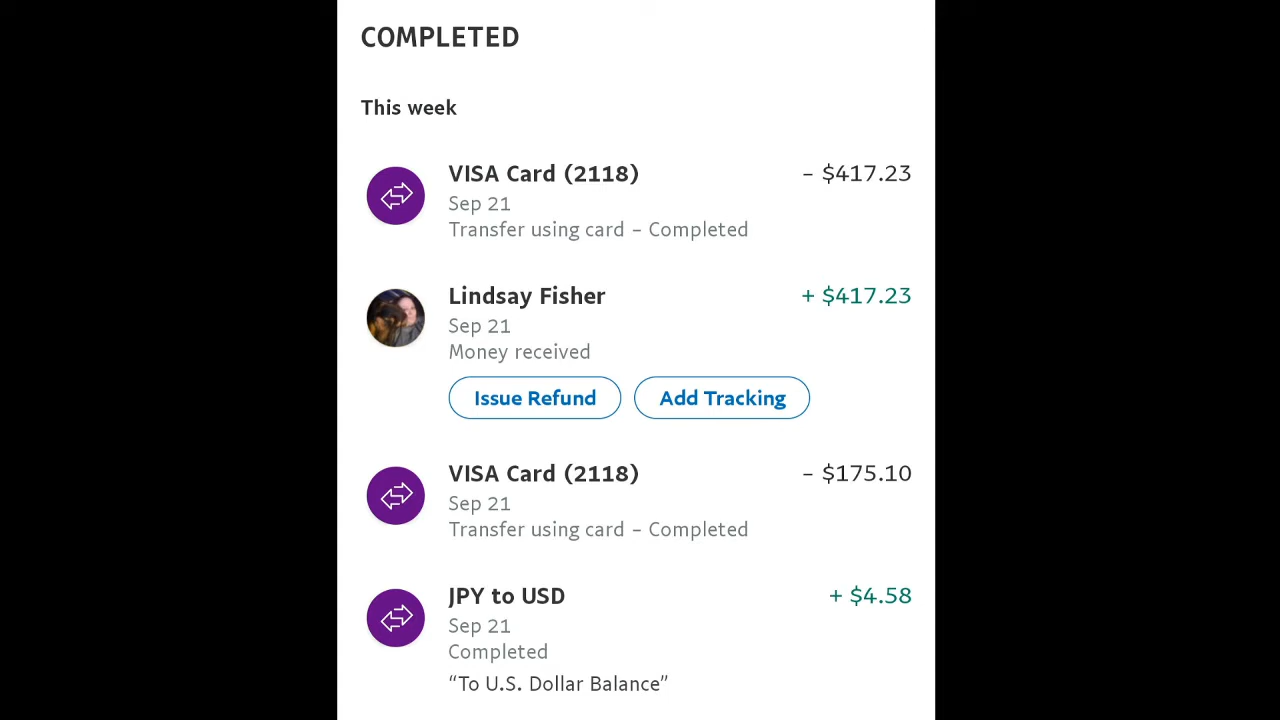 COMPLETED
This week
VISA Card (2118) – $417.23
Sep 21
Transfer using card – Completed
Lindsay Fisher + $417.23
Sep 21
Money received
Issue Refund Add Tracking
VISA Card (2118) – $175.10
Sep 21
Transfer using card – Completed
JPY to USD + $4.58
Sep 21
Completed
“To U.S. Dollar Balance”